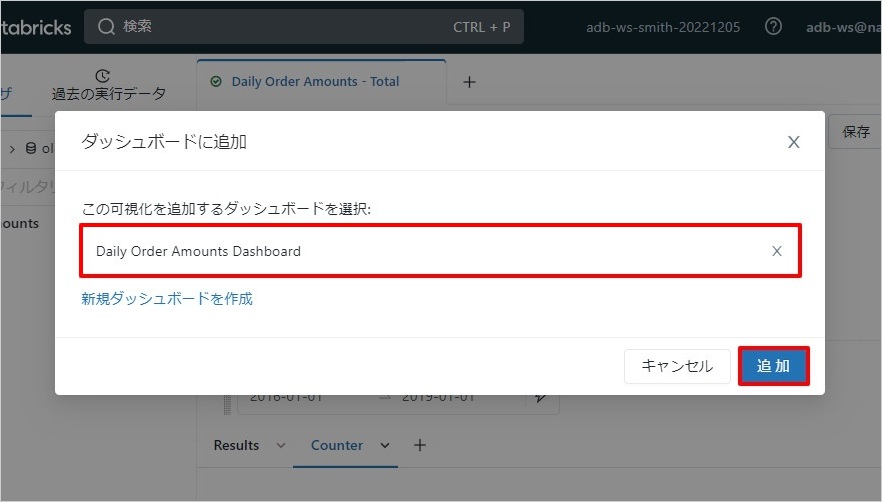 tabricks 検索 CTRL + P adb-ws-smith-20221205 adb-ws@na
ザ 過去の実行データ Daily Order Amounts - Total
ol 保存
フィルタリ
ounts
ダッシュボードに追加
この可視化を追加するダッシュボードを選択:
Daily Order Amounts Dashboard
新規ダッシュボードを作成
キャンセル 追加
2016-01-01 → 2019-01-01
Results Counter